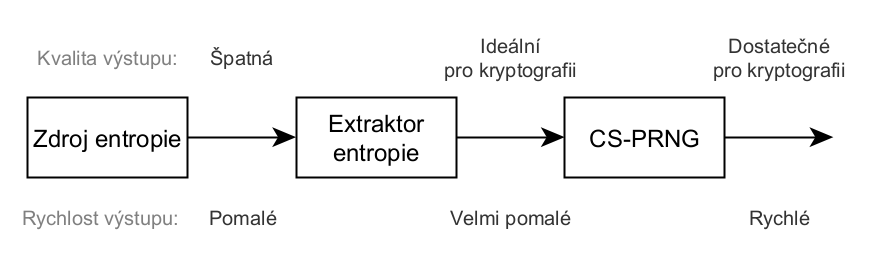 Kvalita výstupu:
Špatná
Ideální
pro kryptografii
Dostatečné
pro kryptografii
Zdroj entropie
Extraktor
entropie
CS-PRNG
Rychlost výstupu:
Pomalé
Velmi pomalé
Rychlé